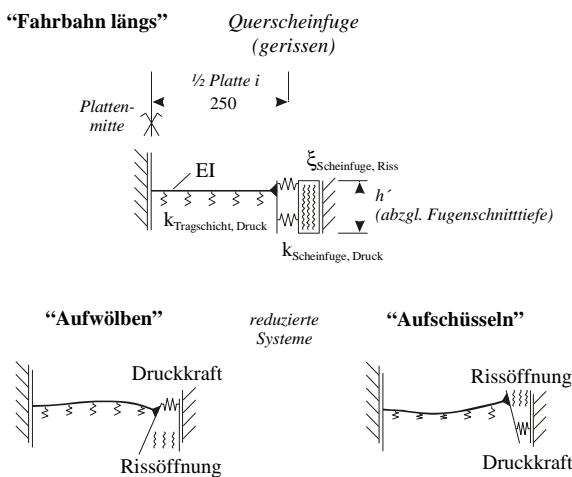 “Fahrbahn längs”
Querscheinfuge
(gerissen)
½ Platte i
250
Platten-
mitte
EI
ξScheinfuge, Riss
h´
(abzgl. Fugenschnitttiefe)
kTragschicht, Druck
kScheinfuge, Druck
“Aufwölben”
reduzierte
Systeme
“Aufschüsseln”
Druckkraft
Rissöffnung
Rissöffnung
Druckkraft